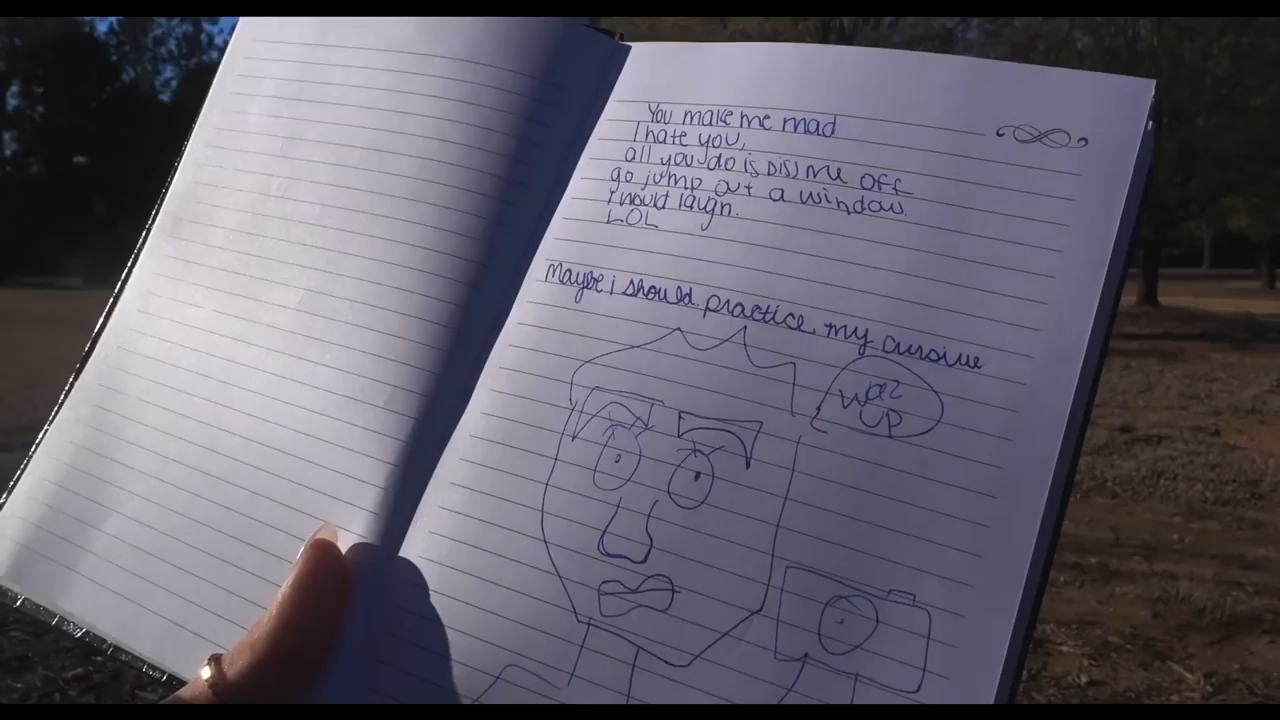 You make me mad
I hate you,
all you do is piss me off
go jump out a window.
I would laugh.
LOL
Maybe i should practice my cursive
waz
up